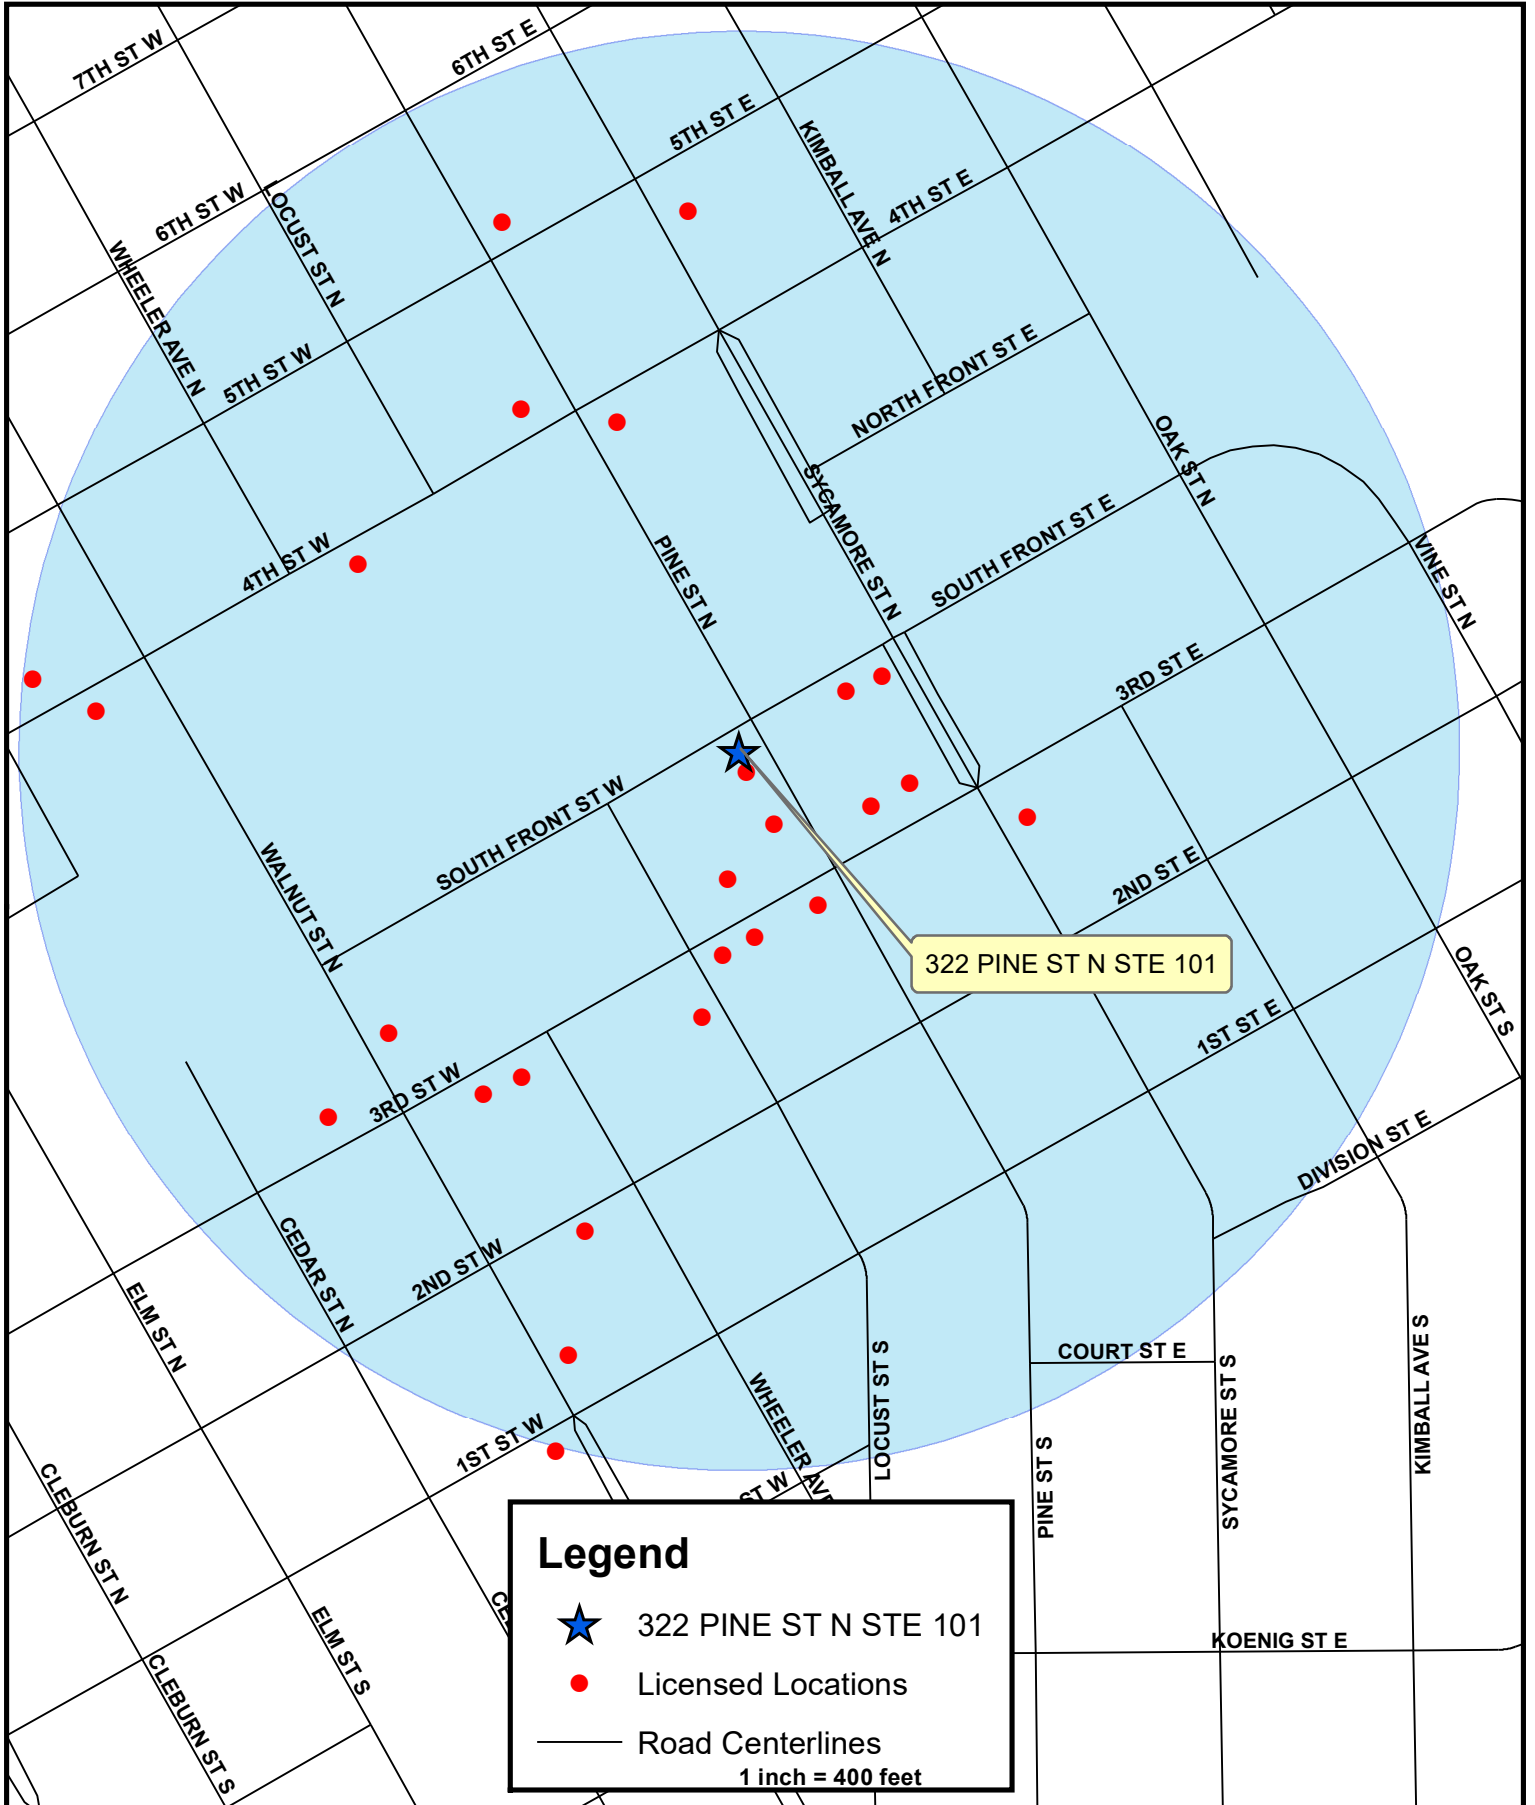 7TH ST W
6TH ST E
5TH ST E
KIMBALL AVE N
4TH ST E
6TH ST W
LOCUST ST N
WHEELER AVE N
5TH ST W
NORTH FRONT ST E
OAK ST N
SYCAMORE ST N
SOUTH FRONT ST E
4TH ST W
PINE ST N
VINE ST N
3RD ST E
SOUTH FRONT ST W
WALNUT ST N
2ND ST E
322 PINE ST N STE 101
OAK ST S
1ST ST E
3RD ST W
DIVISION ST E
CEDAR ST N
2ND ST W
ELM ST N
COURT ST E
LOCUST ST S
SYCAMORE ST S
KIMBALL AVE S
WHEELER AVE
1ST ST W
ST W
PINE ST S
CLEBURN ST N
CE
ELM ST S
KOENIG ST E
CLEBURN ST S
Legend
322 PINE ST N STE 101
Licensed Locations
Road Centerlines
1 inch = 400 feet